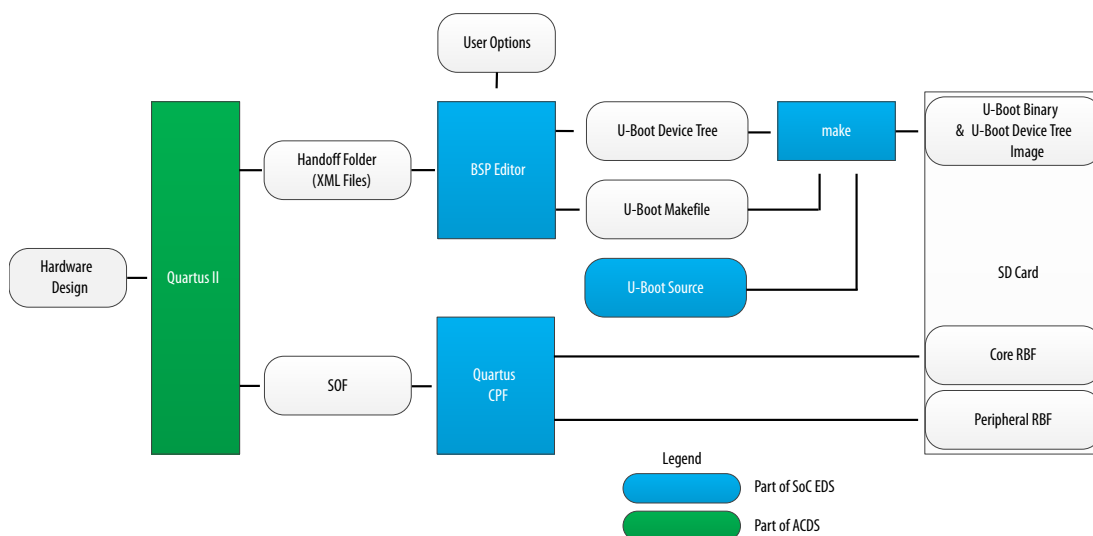 User Options
U-Boot Binary
& U-Boot Device Tree
Image
U-Boot Device Tree
make
Handoff Folder
(XML Files)
BSP Editor
U-Boot Makefile
Hardware
Design
Quartus II
U-Boot Source
SD Card
Core RBF
SOF
Quartus
CPF
Peripheral RBF
Legend
Part of SoC EDS
Part of ACDS